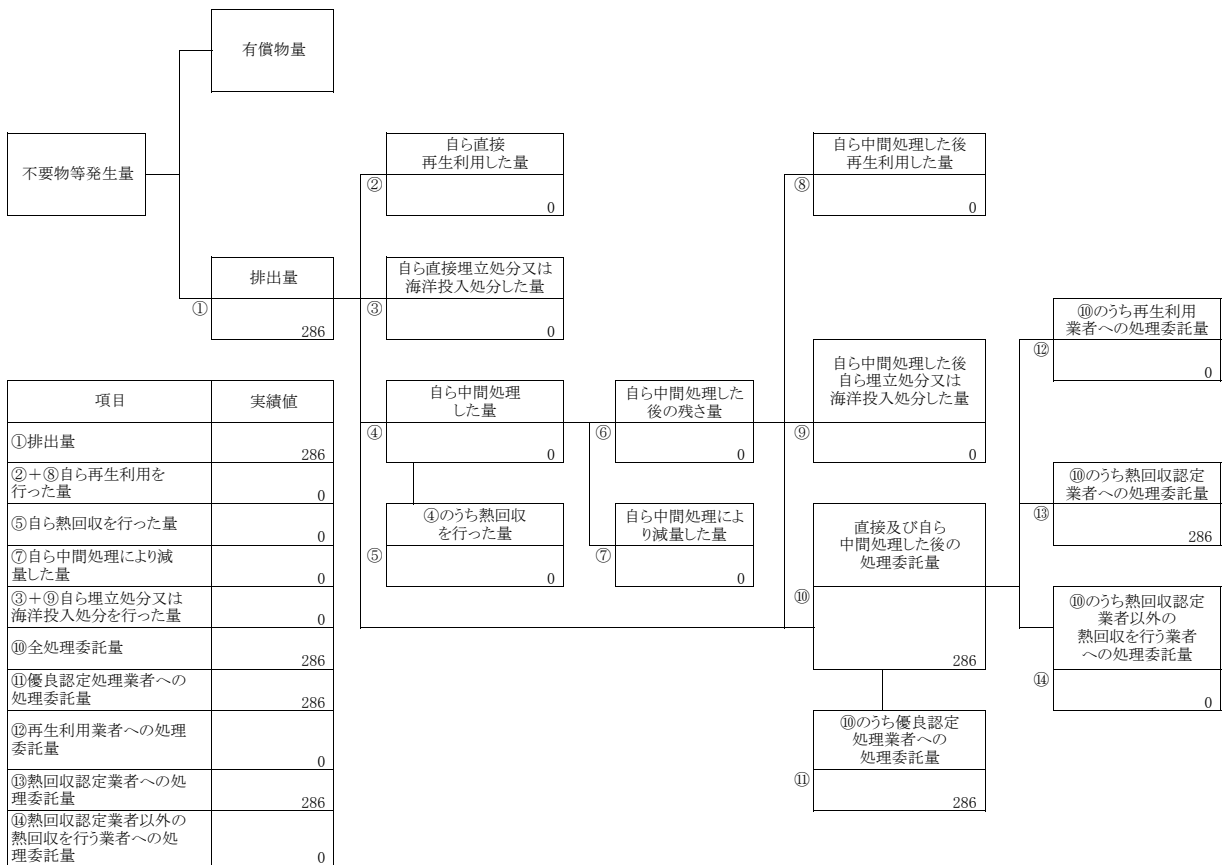 有償物量
不要物等発生量
自ら直接
再生利用した量
②
0
自ら中間処理した後
再生利用した量
⑧
0
排出量
①
286
自ら直接埋立処分又は
海洋投入処分した量
③
0
⑩のうち再生利用
業者への処理委託量
⑫
0
自ら中間処理
した量
④
0
自ら中間処理した
後の残さ量
⑥
0
自ら中間処理した後
自ら埋立処分又は
海洋投入処分した量
⑨
0
⑩のうち熱回収認定
業者への処理委託量
⑬
286
④のうち熱回収
を行った量
⑤
0
自ら中間処理によ
り減量した量
⑦
0
直接及び自ら
中間処理した後の
処理委託量
⑩
286
⑩のうち熱回収認定
業者以外の
熱回収を行う業者
への処理委託量
⑭
0
⑩のうち優良認定
処理業者への
処理委託量
⑪
286
項目 実績値
①排出量
286
②+⑧自ら再生利用を
行った量
0
⑤自ら熱回収を行った量
0
⑦自ら中間処理により減
量した量
0
③+⑨自ら埋立処分又は
海洋投入処分を行った量
0
⑩全処理委託量
286
⑪優良認定処理業者への
処理委託量
286
⑫再生利用業者への処理
委託量
0
⑬熱回収認定業者への処
理委託量
286
⑭熱回収認定業者以外の
熱回収を行う業者への処
理委託量
0